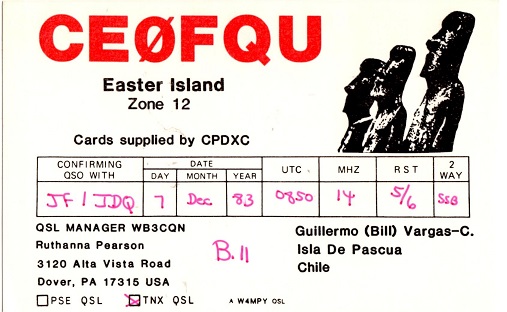 CEØFQU
Easter Island
Zone 12
Cards supplied by CPDXC
CONFIRMING QSO WITH DATE DAY MONTH YEAR UTC MHZ RST 2 WAY
JF1JDQ 7 Dec 83 0850 14 5/6 SSB
QSL MANAGER WB3CQN
Ruthanna Pearson
3120 Alta Vista Road
Dover, PA 17315 USA
Bill
Guillermo (Bill) Vargas-C.
Isla De Pascua
Chile
PSE QSL TNX QSL A W4MPY QSL